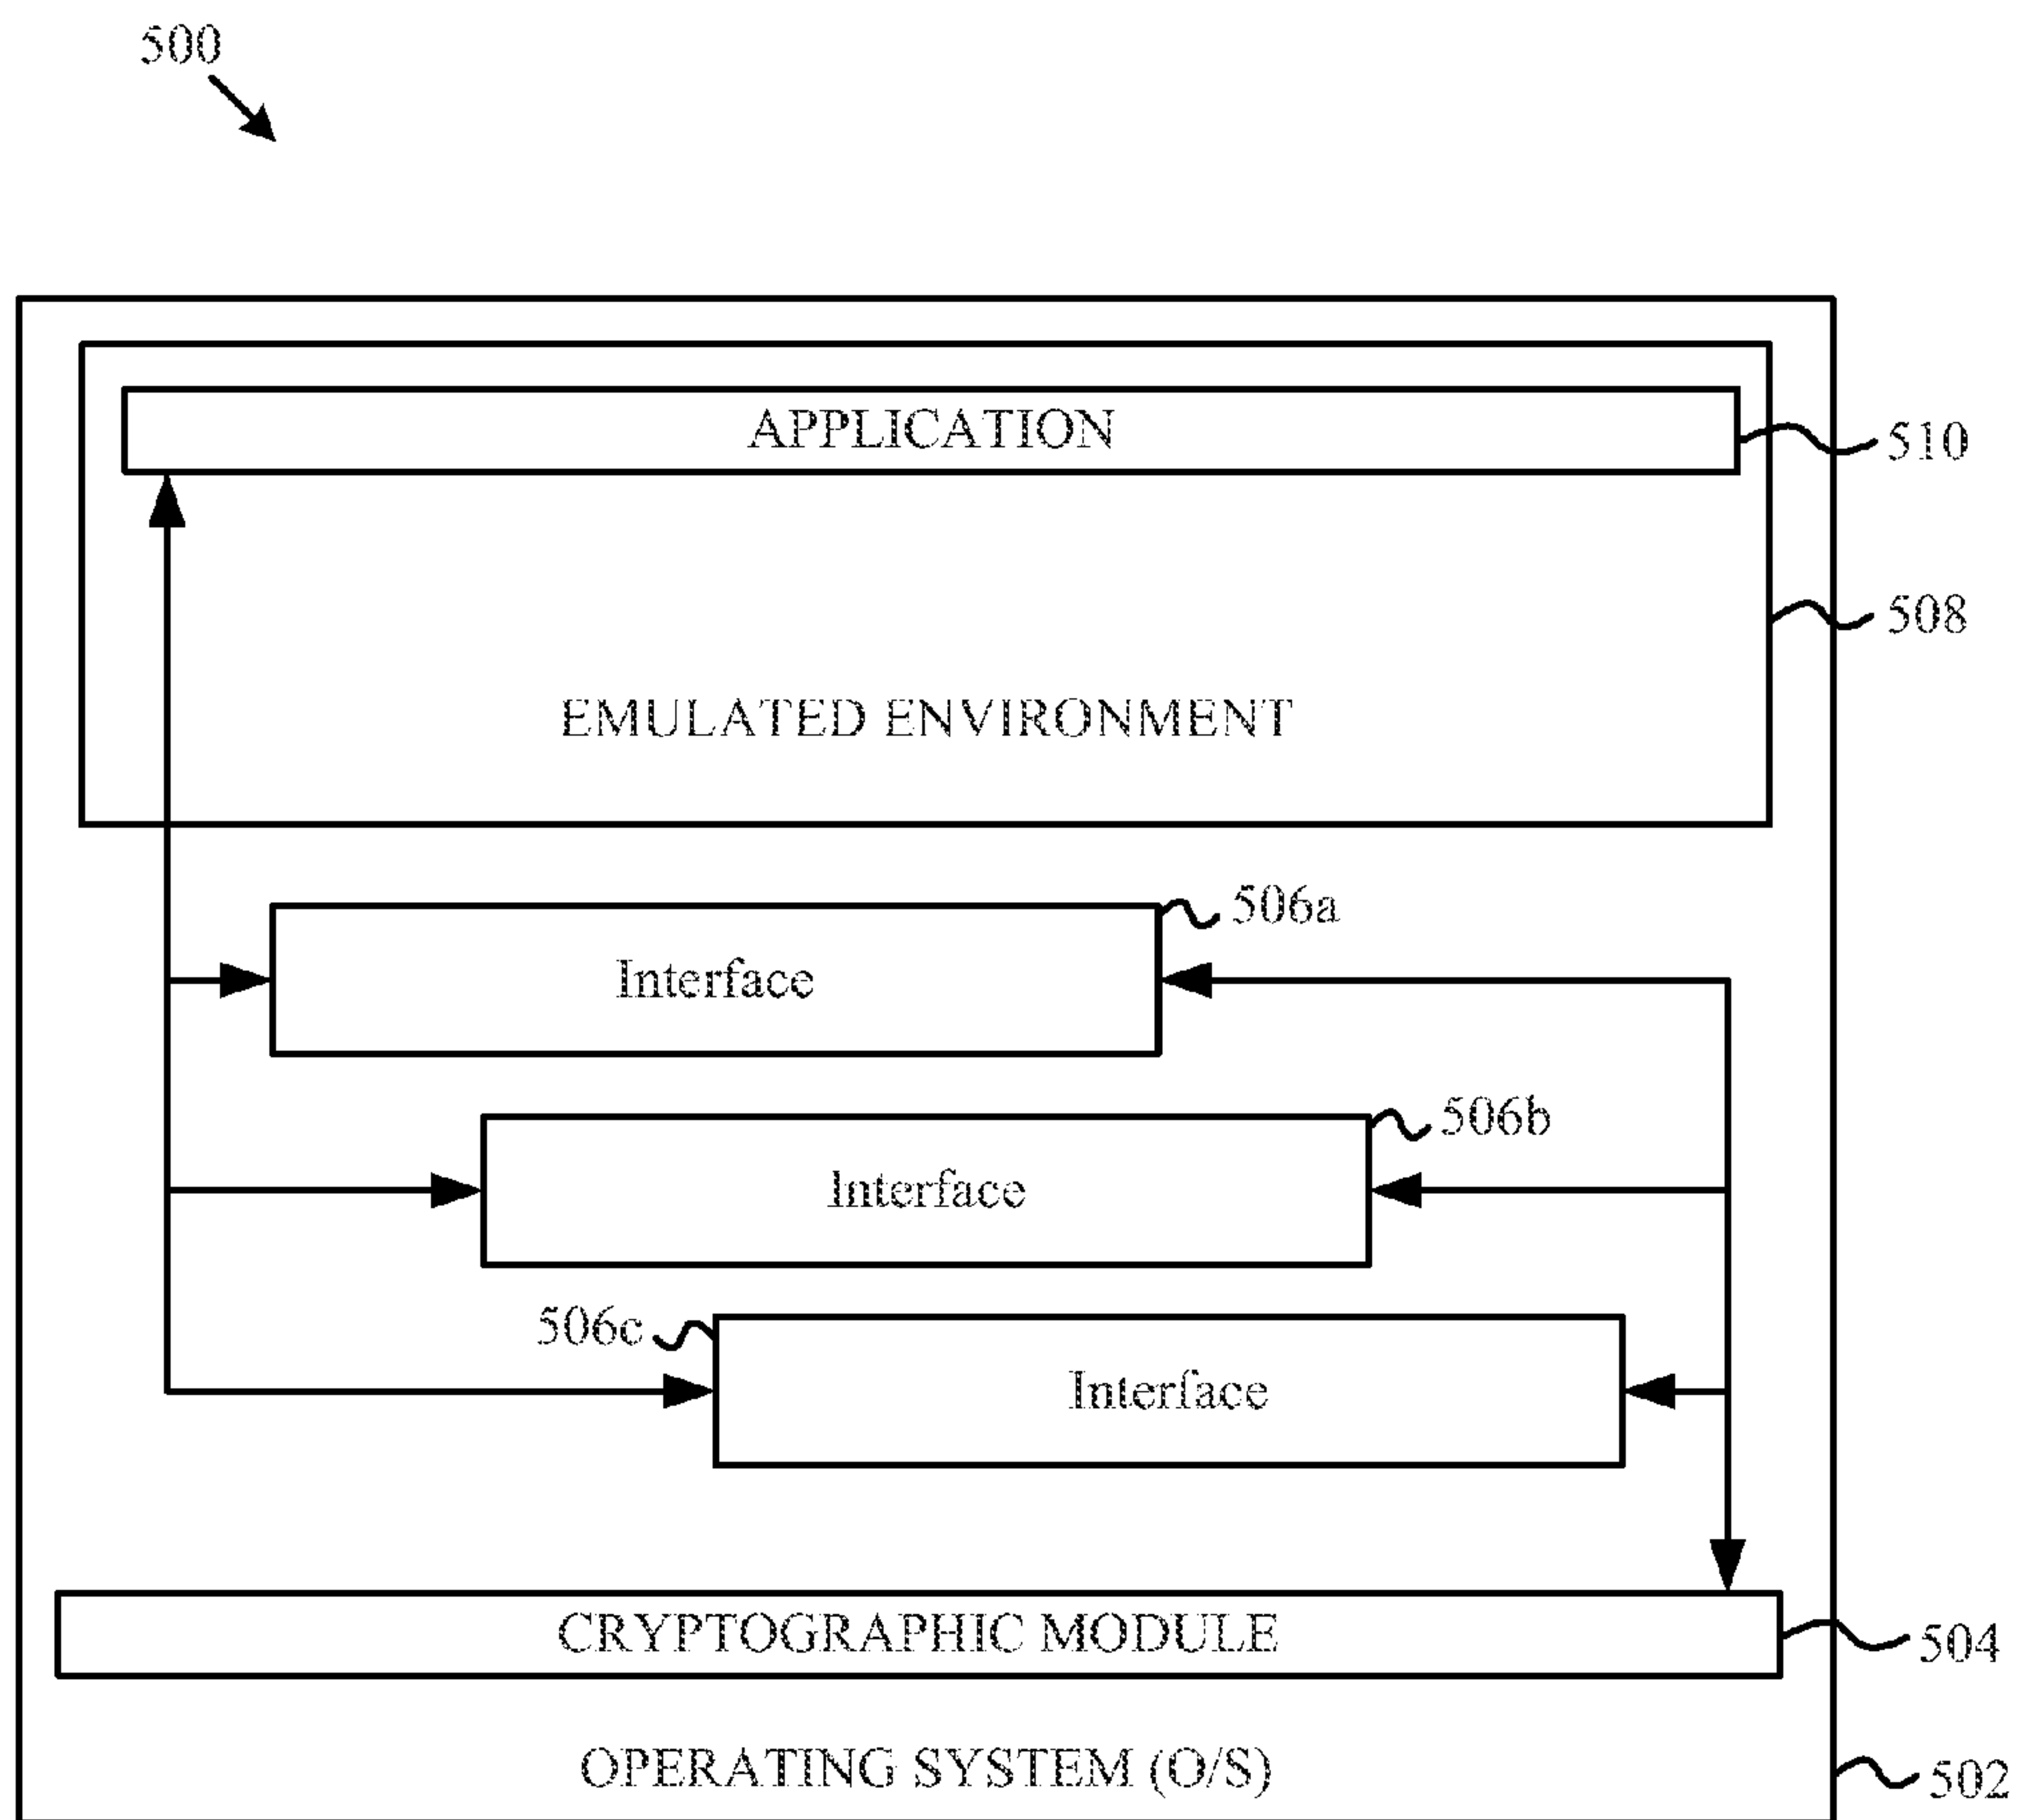 500
APPLICATION
510
508
EMULATED ENVIRONMENT
506a
Interface
506b
Interface
506c
Interface
CRYPTOGRAPHIC MODULE
504
OPERATING SYSTEM (O/S)
502